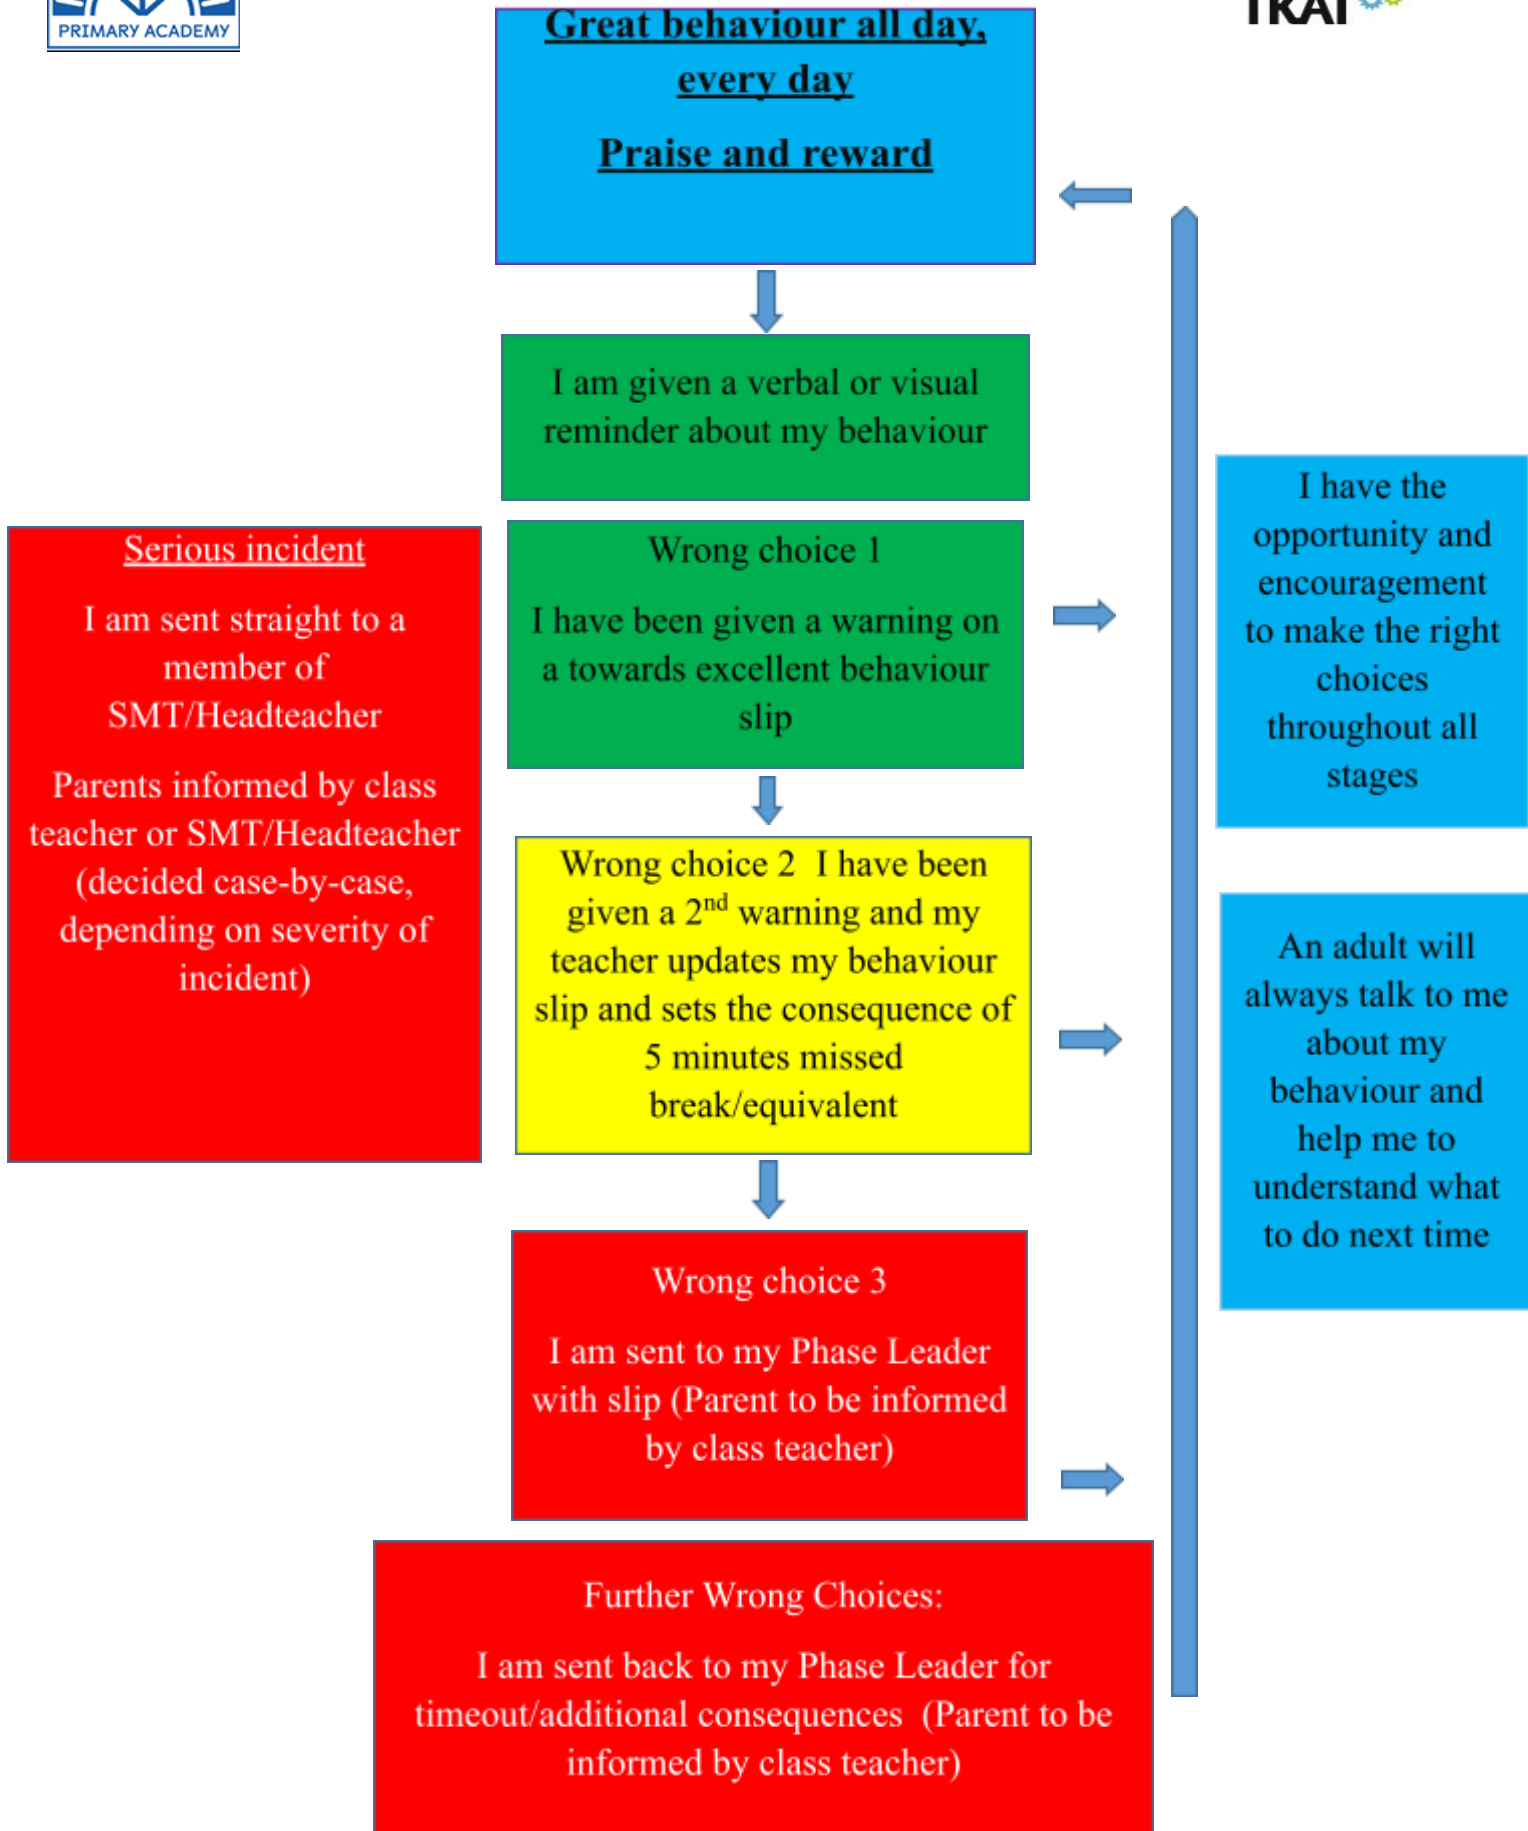 PRIMARY ACADEMY
Great behaviour all day,
every day
Praise and reward
I am given a verbal or visual
reminder about my behaviour
Serious incident
I am sent straight to a
member of
SMT/Headteacher
Parents informed by class
teacher or SMT/Headteacher
(decided case-by-case,
depending on severity of
incident)
Wrong choice 1
I have been given a warning on
a towards excellent behaviour
slip
Wrong choice 2  I have been
given a 2nd warning and my
teacher updates my behaviour
slip and sets the consequence of
5 minutes missed
break/equivalent
Wrong choice 3
I am sent to my Phase Leader
with slip (Parent to be informed
by class teacher)
Further Wrong Choices:
I am sent back to my Phase Leader for
timeout/additional consequences  (Parent to be
informed by class teacher)
I have the
opportunity and
encouragement
to make the right
choices
throughout all
stages
An adult will
always talk to me
about my
behaviour and
help me to
understand what
to do next time